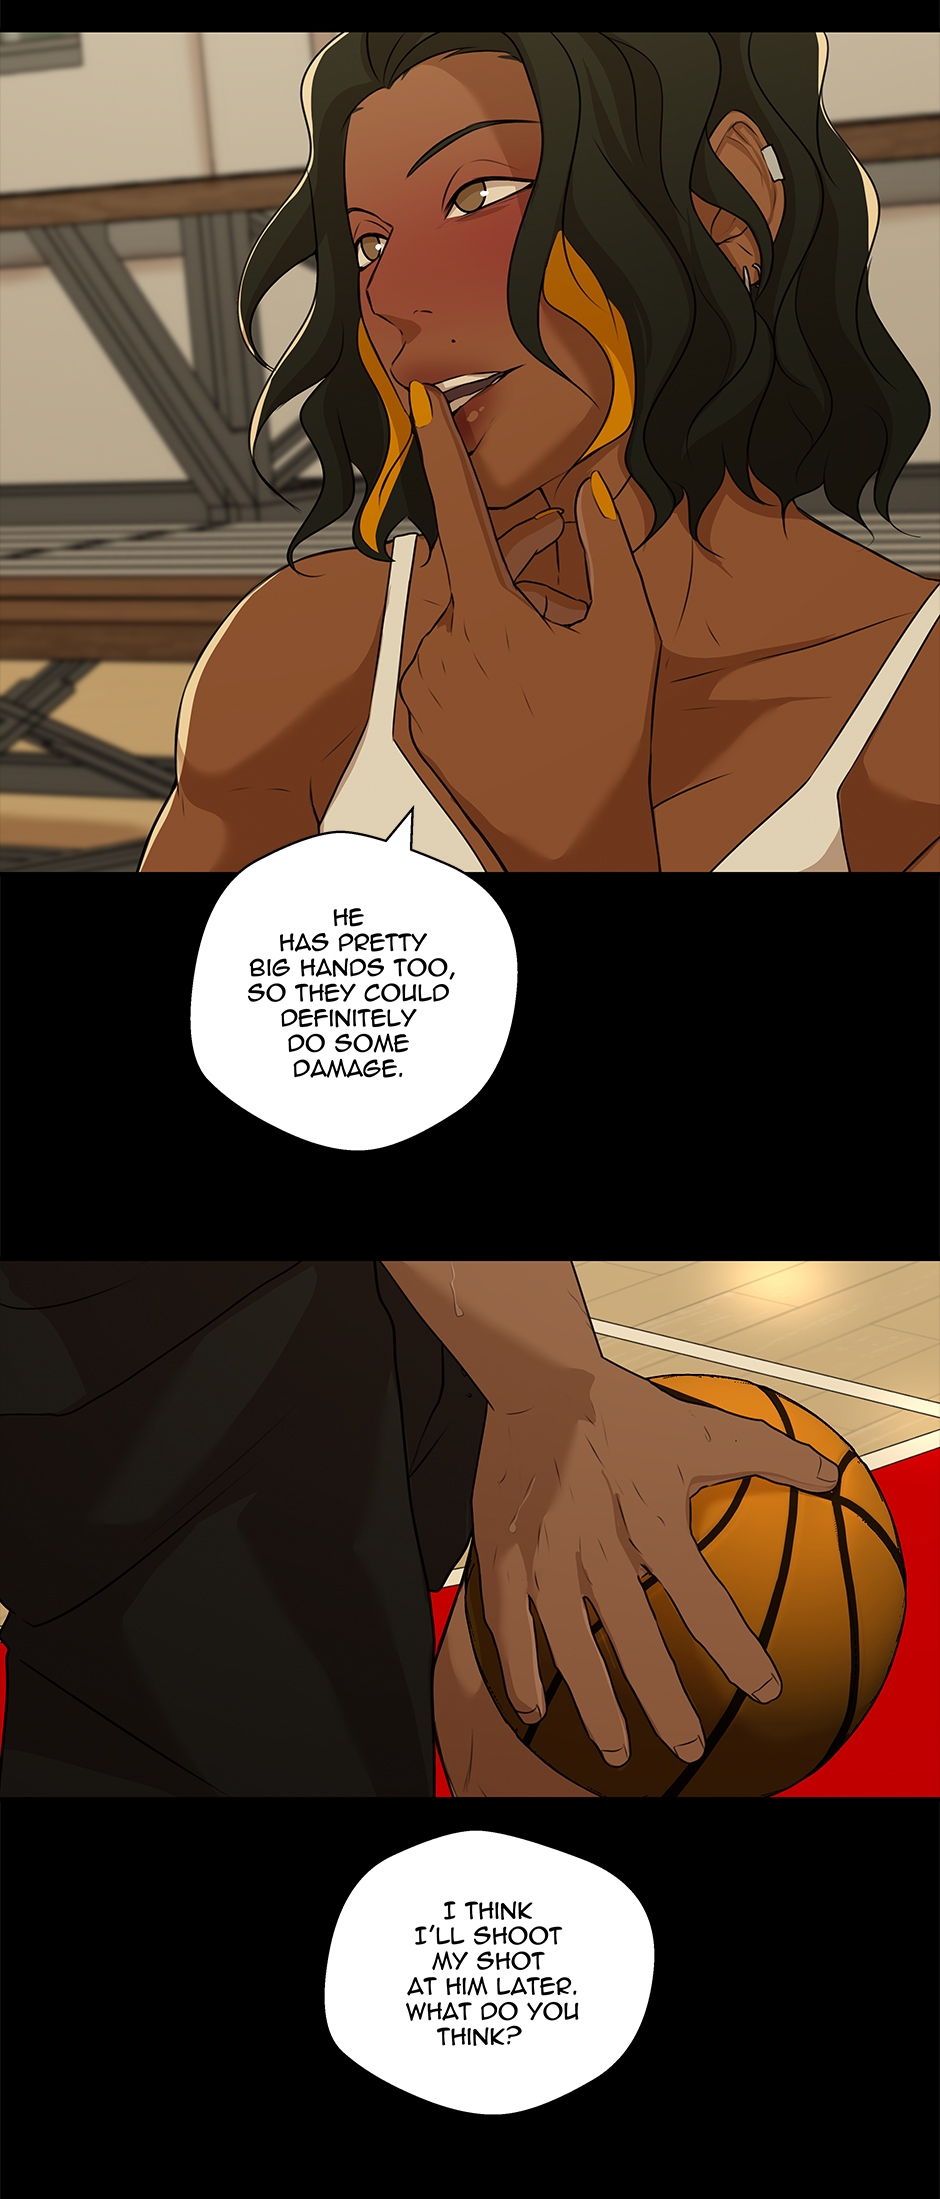 HE
HAS PRETTY
BIG HANDS TOO,
SO THEY COULD
DEFINITELY
DO SOME
DAMAGE.
I THINK
I'LL SHOOT
MY SHOT
AT HIM LATER.
WHAT DO YOU
THINK?